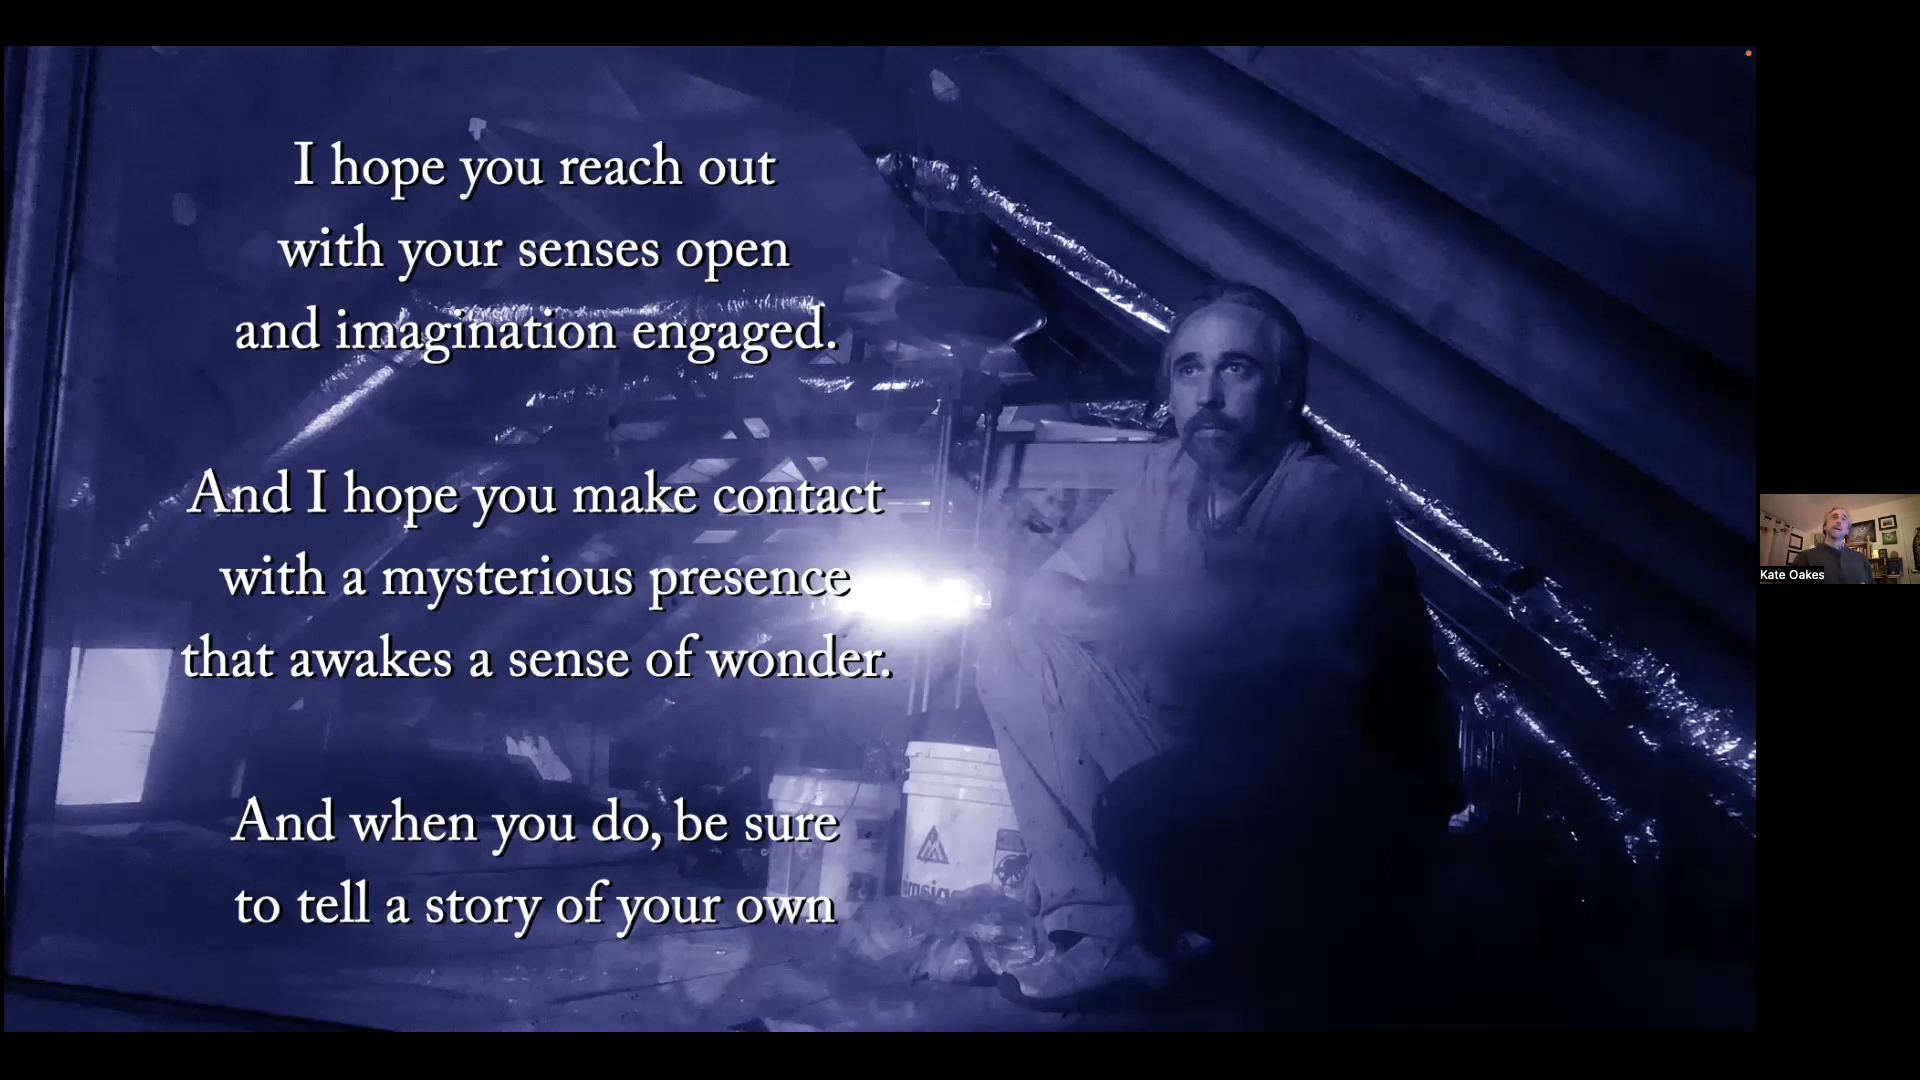 I hope you reach out
with your senses open
and imagination engaged.
And I hope you make contact
with a mysterious presence
that awakes a sense of wonder.
And when you do, be sure
to tell a story of your own
Kate Oakes